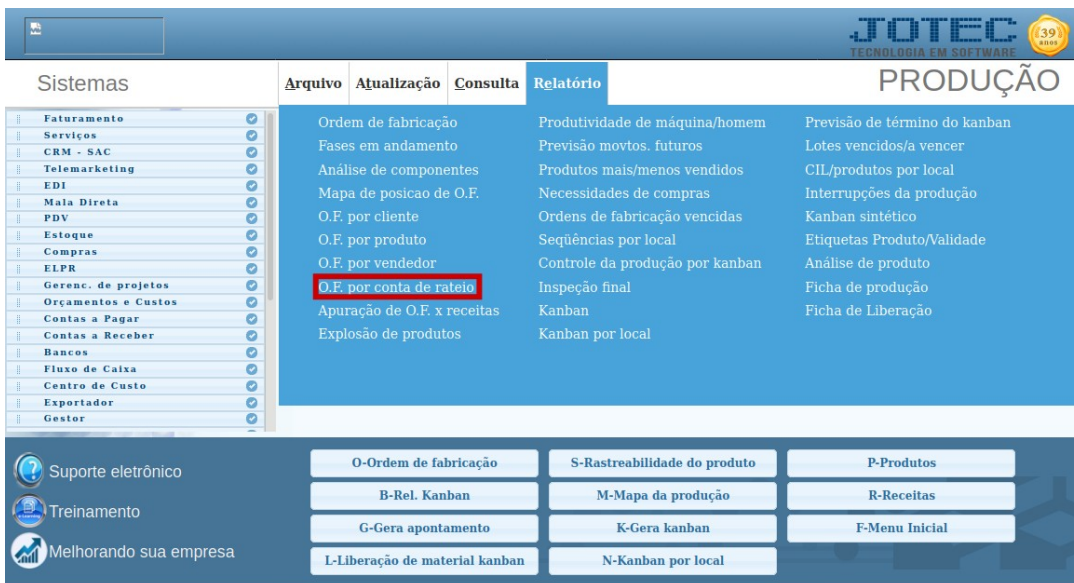 JOTEC
TECNOLOGIA EM SOFTWARE
39
anos
Sistemas
Arquivo Atualização Consulta Relatório
PRODUÇÃO
Faturamento
Serviços
CRM - SAC
Telemarketing
EDI
Mala Direta
PDV
Estoque
Compras
ELPR
Gerenc. de projetos
Orçamentos e Custos
Contas a Pagar
Contas a Receber
Bancos
Fluxo de Caixa
Centro de Custo
Exportador
Gestor
Ordem de fabricação
Fases em andamento
Análise de componentes
Mapa de posicao de O.F.
O.F. por cliente
O.F. por produto
O.F. por vendedor
O.F. por conta de rateio
Apuração de O.F. x receitas
Explosão de produtos
Produtividade de máquina/homem
Previsão movtos. futuros
Produtos mais/menos vendidos
Necessidades de compras
Ordens de fabricação vencidas
Seqüências por local
Controle da produção por kanban
Inspeção final
Kanban
Kanban por local
Previsão de término do kanban
Lotes vencidos/a vencer
CIL/produtos por local
Interrupções da produção
Kanban sintético
Etiquetas Produto/Validade
Análise de produto
Ficha de produção
Ficha de Liberação
Suporte eletrônico
Treinamento
Melhorando sua empresa
O-Ordem de fabricação S-Rastreabilidade do produto P-Produtos
B-Rel. Kanban M-Mapa da produção R-Receitas
G-Gera apontamento K-Gera kanban F-Menu Inicial
L-Liberação de material kanban N-Kanban por local